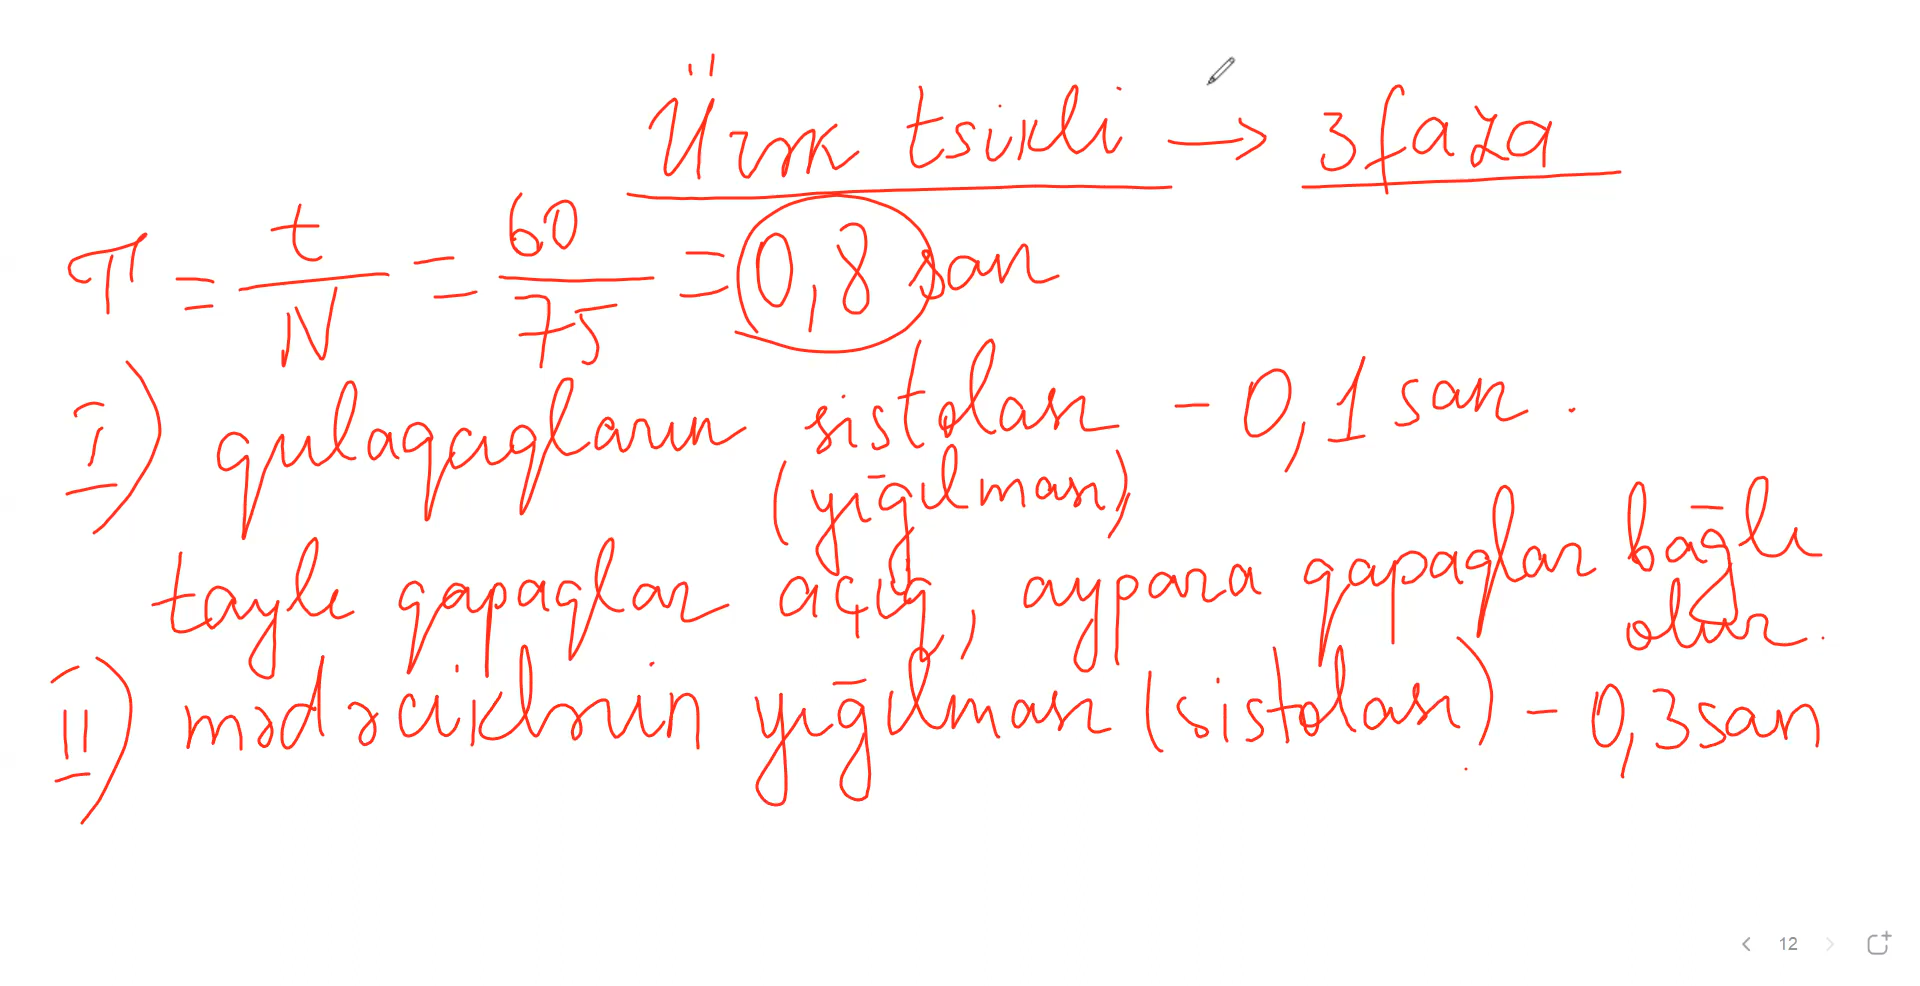 Ürək tsikli → 3 faza
T = t/N = 60/75 = 0,8 san
I) qulaqcıqların sistolası - 0,1 san.
(yığılması)
taylı qapaqlar açıq, aypara qapaqlar bağlı
olur.
II) mədəciklərin yığılması (sistolası) - 0,3 san
12